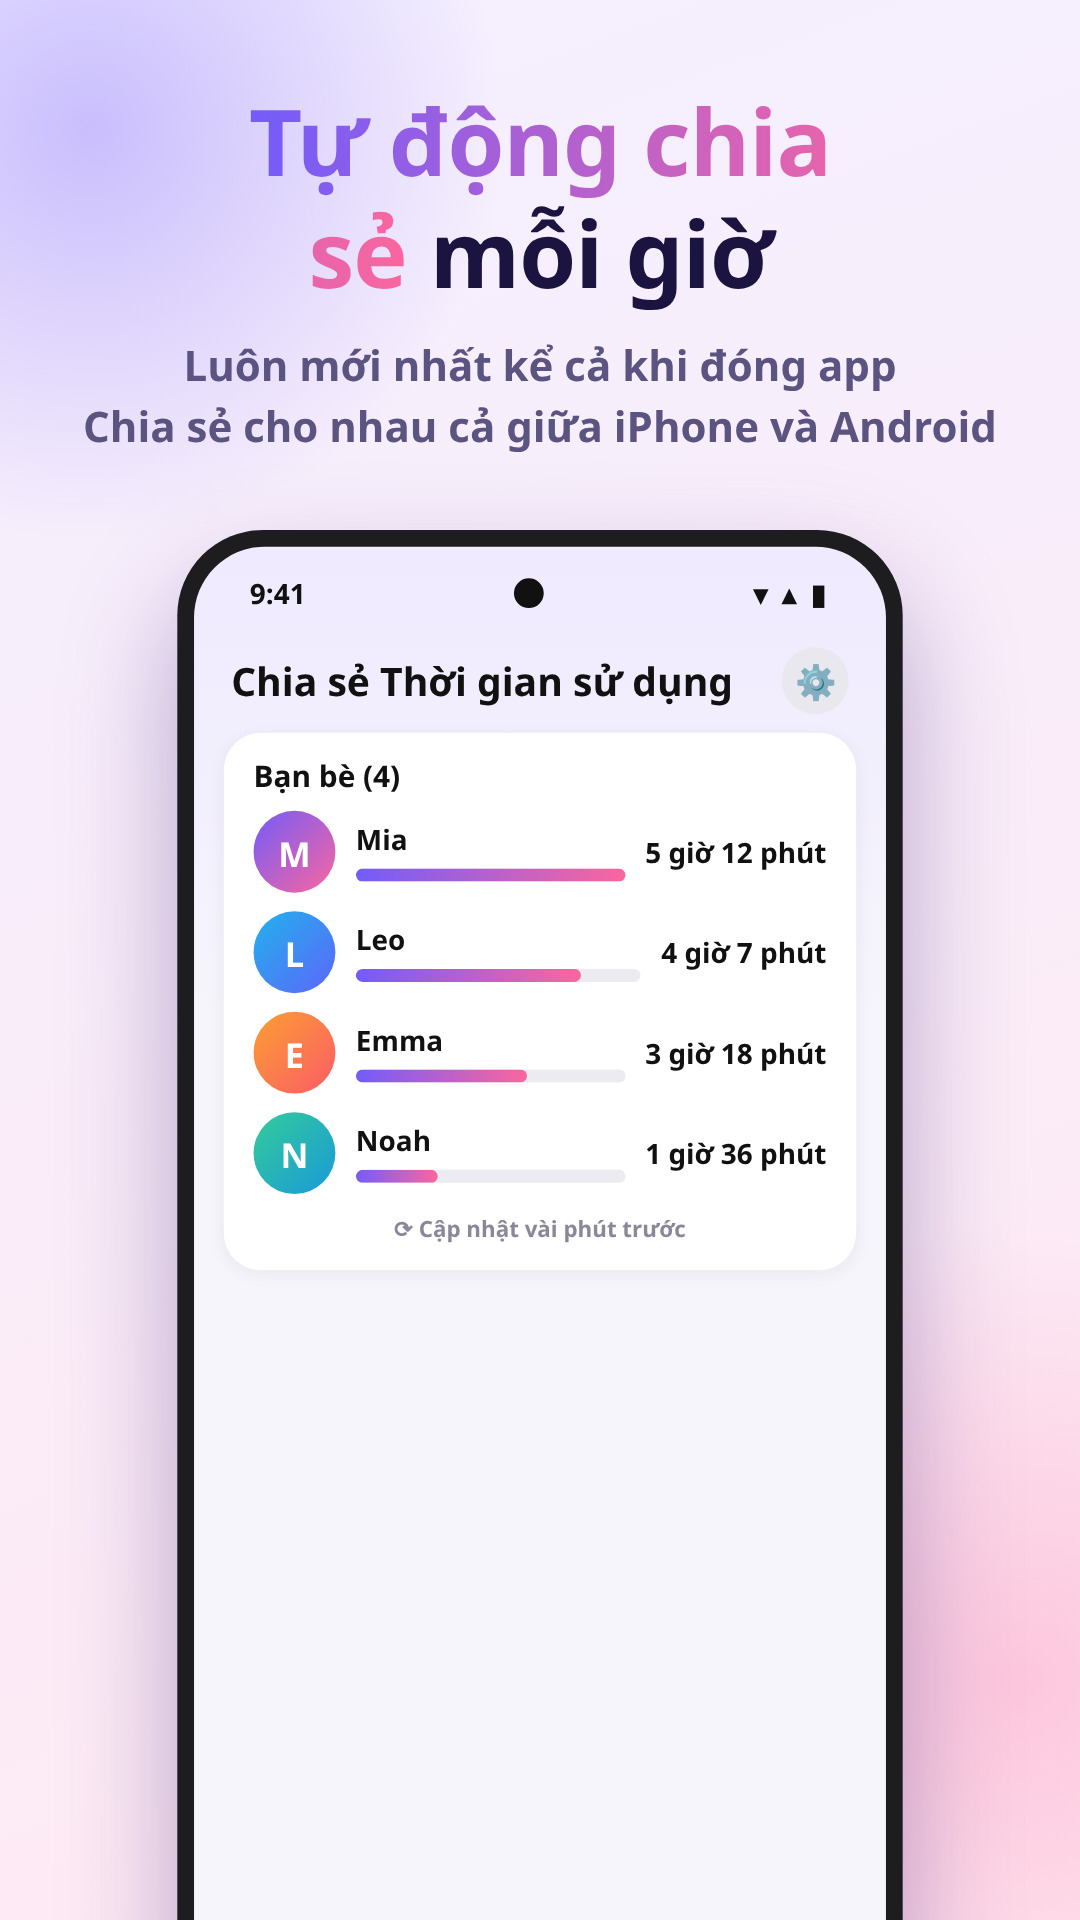 Tự động chia
sẻ mỗi giờ
Luôn mới nhất kể cả khi đóng app
Chia sẻ cho nhau cả giữa iPhone và Android
9:41
Chia sẻ Thời gian sử dụng
Bạn bè (4)
M
Mia
5 giờ 12 phút
L
Leo
4 giờ 7 phút
E
Emma
3 giờ 18 phút
N
Noah
1 giờ 36 phút
⟳ Cập nhật vài phút trước